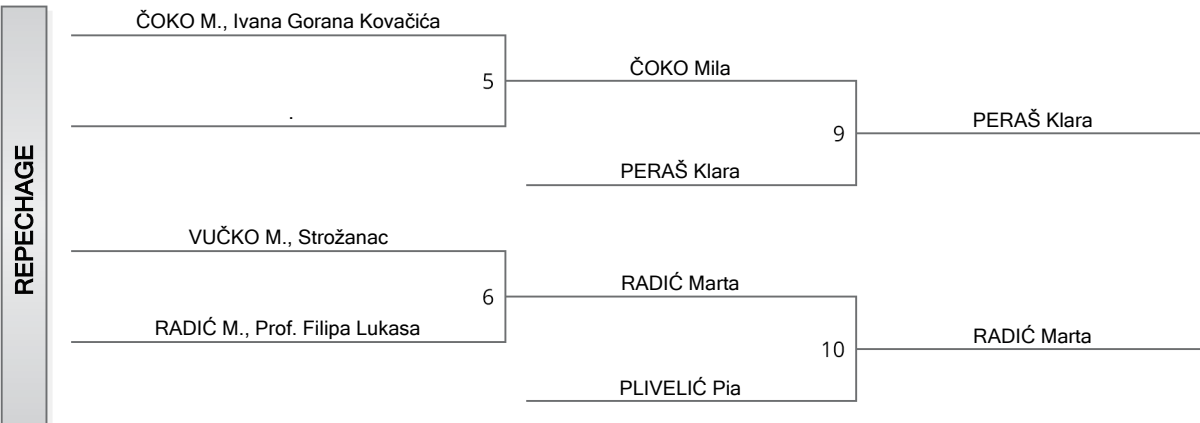 REPECHAGE
ČOKO M., Ivana Gorana Kovačića
5
.
ČOKO Mila
9
PERAŠ Klara
PERAŠ Klara
VUČKO M., Strožanac
6
RADIĆ M., Prof. Filipa Lukasa
RADIĆ Marta
10
PLIVELIĆ Pia
RADIĆ Marta